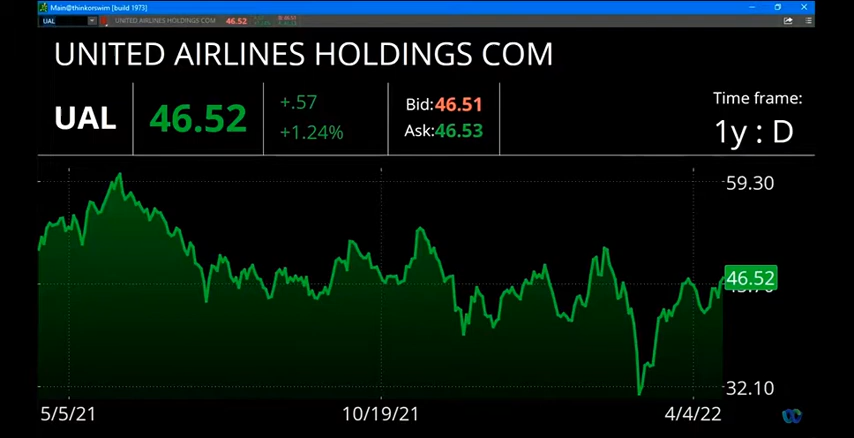 Main@thinkorswim [build 1973]
UAL UNITED AIRLINES HOLDINGS COM 46.52
UNITED AIRLINES HOLDINGS COM
UAL
46.52
+.57
+1.24%
Bid:46.51
Ask:46.53
Time frame:
1y : D
59.30
46.52
32.10
5/5/21 10/19/21 4/4/22